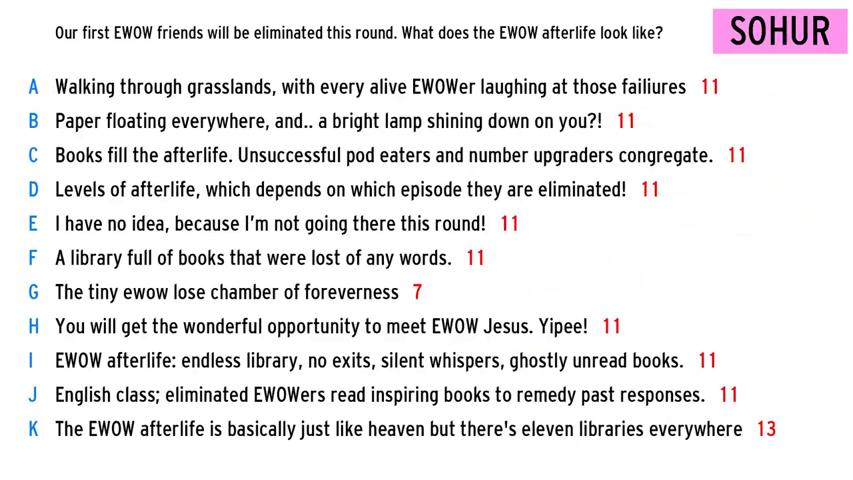 Our first EWOW friends will be eliminated this round. What does the EWOW afterlife look like?
SOHUR
A Walking through grasslands, with every alive EWOWer laughing at those failiures 11
B Paper floating everywhere, and.. a bright lamp shining down on you?! 11
C Books fill the afterlife. Unsuccessful pod eaters and number upgraders congregate. 11
D Levels of afterlife, which depends on which episode they are eliminated! 11
E I have no idea, because I'm not going there this round! 11
F A library full of books that were lost of any words. 11
G The tiny ewow lose chamber of foreverness 7
H You will get the wonderful opportunity to meet EWOW Jesus. Yipee! 11
I EWOW afterlife: endless library, no exits, silent whispers, ghostly unread books. 11
J English class; eliminated EWOWers read inspiring books to remedy past responses. 11
K The EWOW afterlife is basically just like heaven but there's eleven libraries everywhere 13